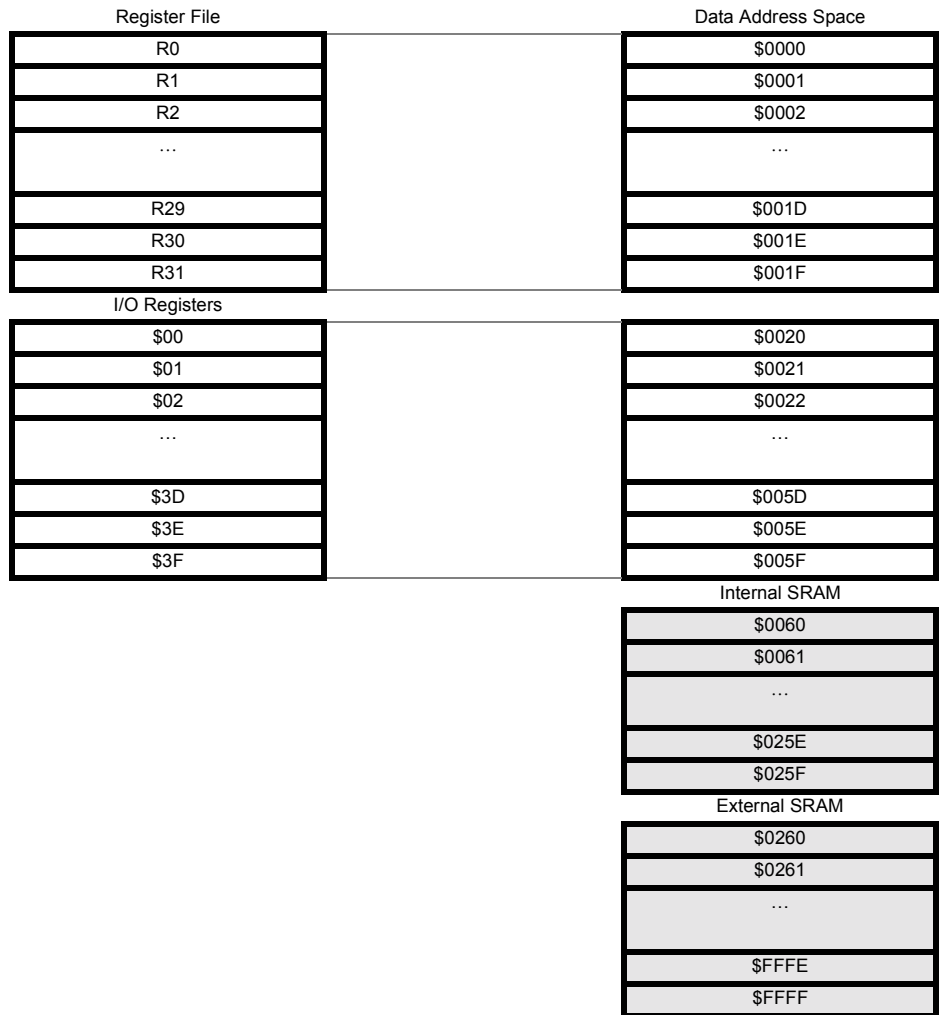 Register File
Data Address Space
R0
$0000
R1
$0001
R2
$0002
…
…
R29
$001D
R30
$001E
R31
$001F
I/O Registers
$00
$0020
$01
$0021
$02
$0022
…
…
$3D
$005D
$3E
$005E
$3F
$005F
Internal SRAM
$0060
$0061
…
$025E
$025F
External SRAM
$0260
$0261
…
$FFFE
$FFFF